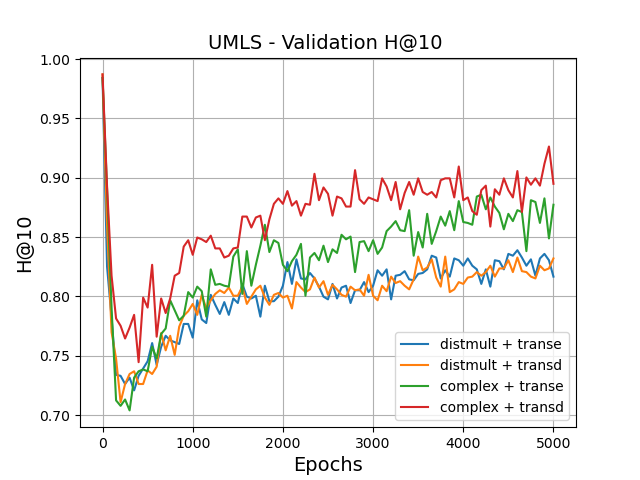 UMLS - Validation H@10
H@10
1.00
0.95
0.90
0.85
0.80
0.75
0.70
0
1000
2000
3000
4000
5000
Epochs
distmult + transe
distmult + transd
complex + transe
complex + transd